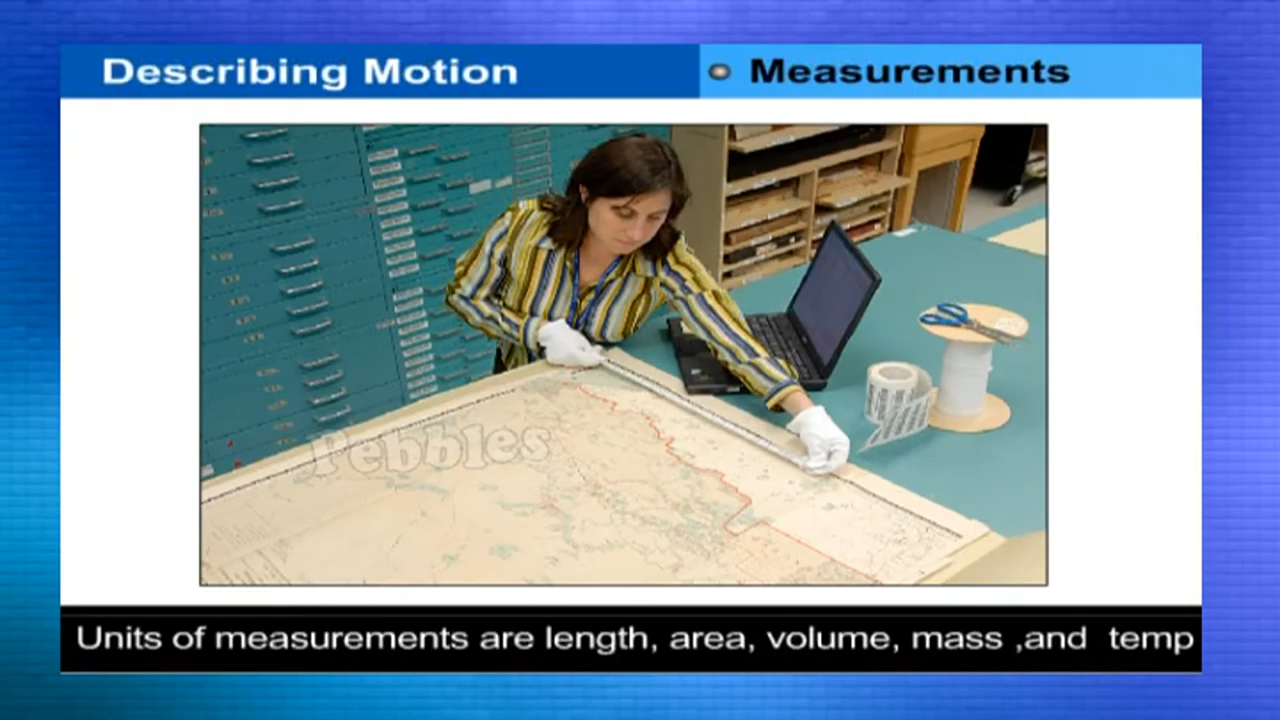 Describing Motion
Measurements
Pebbles
Units of measurements are length, area, volume, mass ,and temp